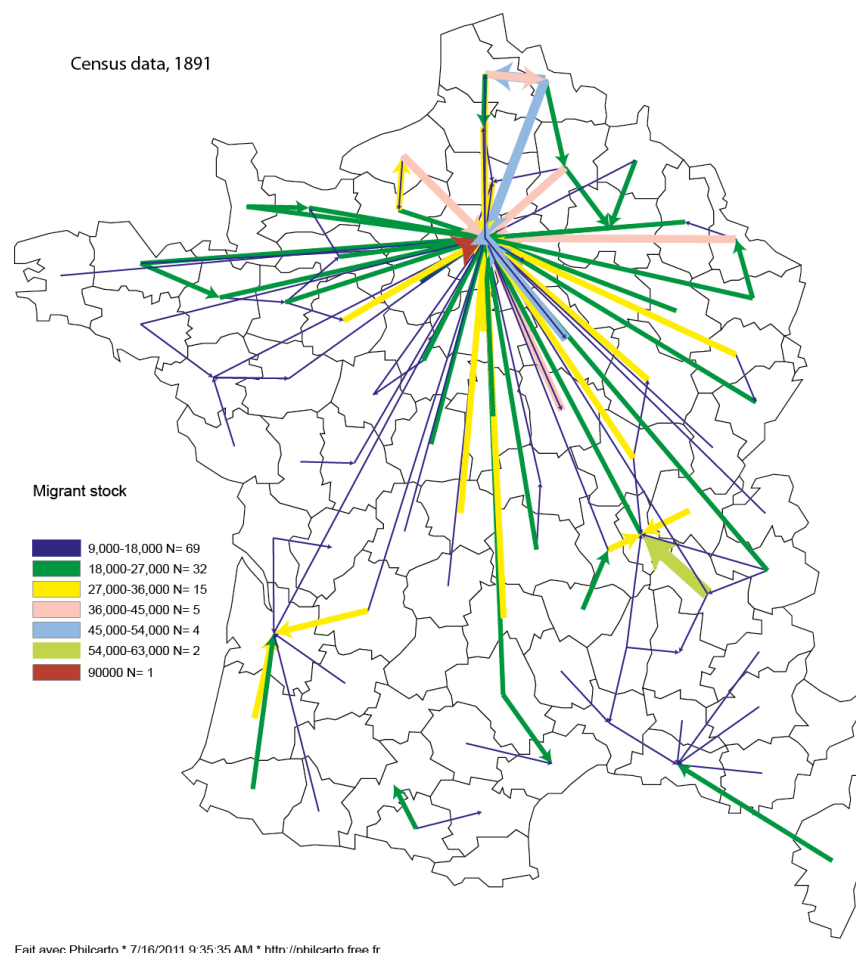 Census data, 1891
Migrant stock
9,000-18,000 N= 69
18,000-27,000 N= 32
27,000-36,000 N= 15
36,000-45,000 N= 5
45,000-54,000 N= 4
54,000-63,000 N= 2
90000 N= 1
Fait avec Philcarto * 7/16/2011 9:35:35 AM * http://philcarto.free.fr